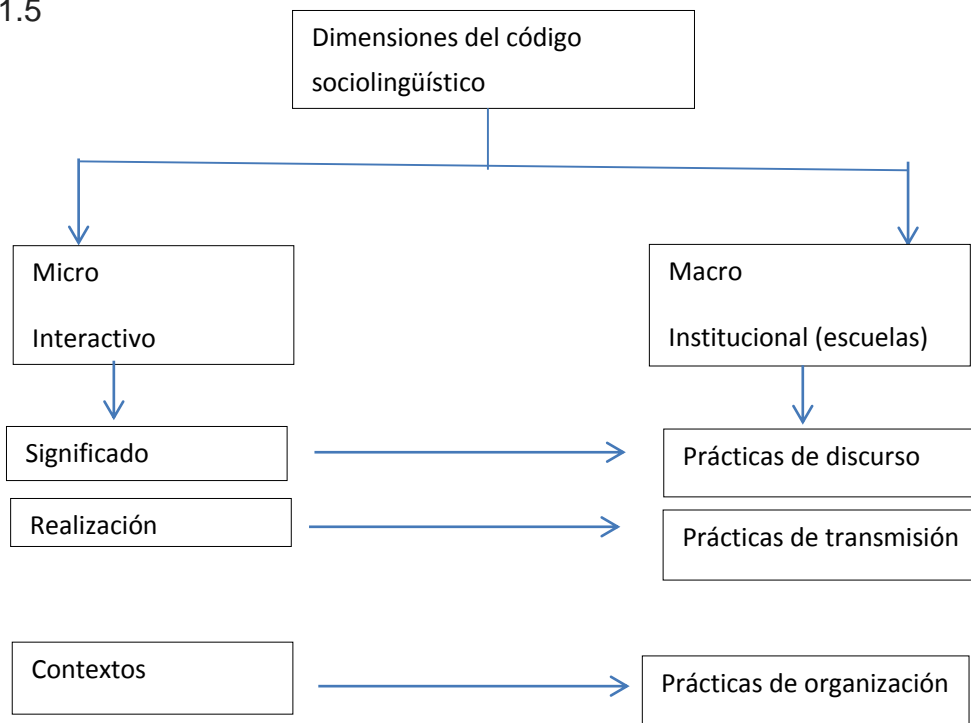 1.5
Dimensiones del código
sociolingüístico
Micro
Interactivo
Macro
Institucional (escuelas)
Significado
Prácticas de discurso
Realización
Prácticas de transmisión
Contextos
Prácticas de organización